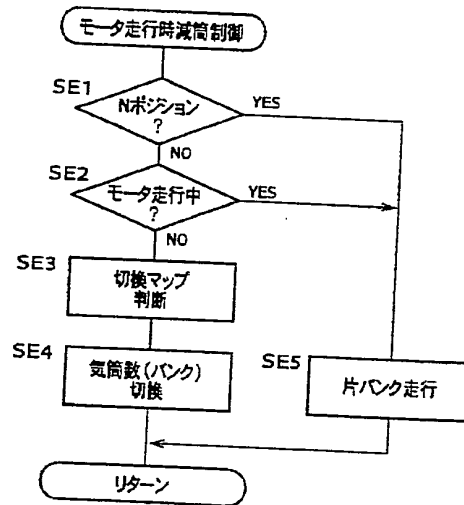 モータ走行時減筒制御
SE1
Nポジション
?
YES
NO
SE2
モータ走行中
?
YES
NO
SE3
切換マップ
判断
SE4
気筒数(バンク)
切換
SE5
片バンク走行
リターン